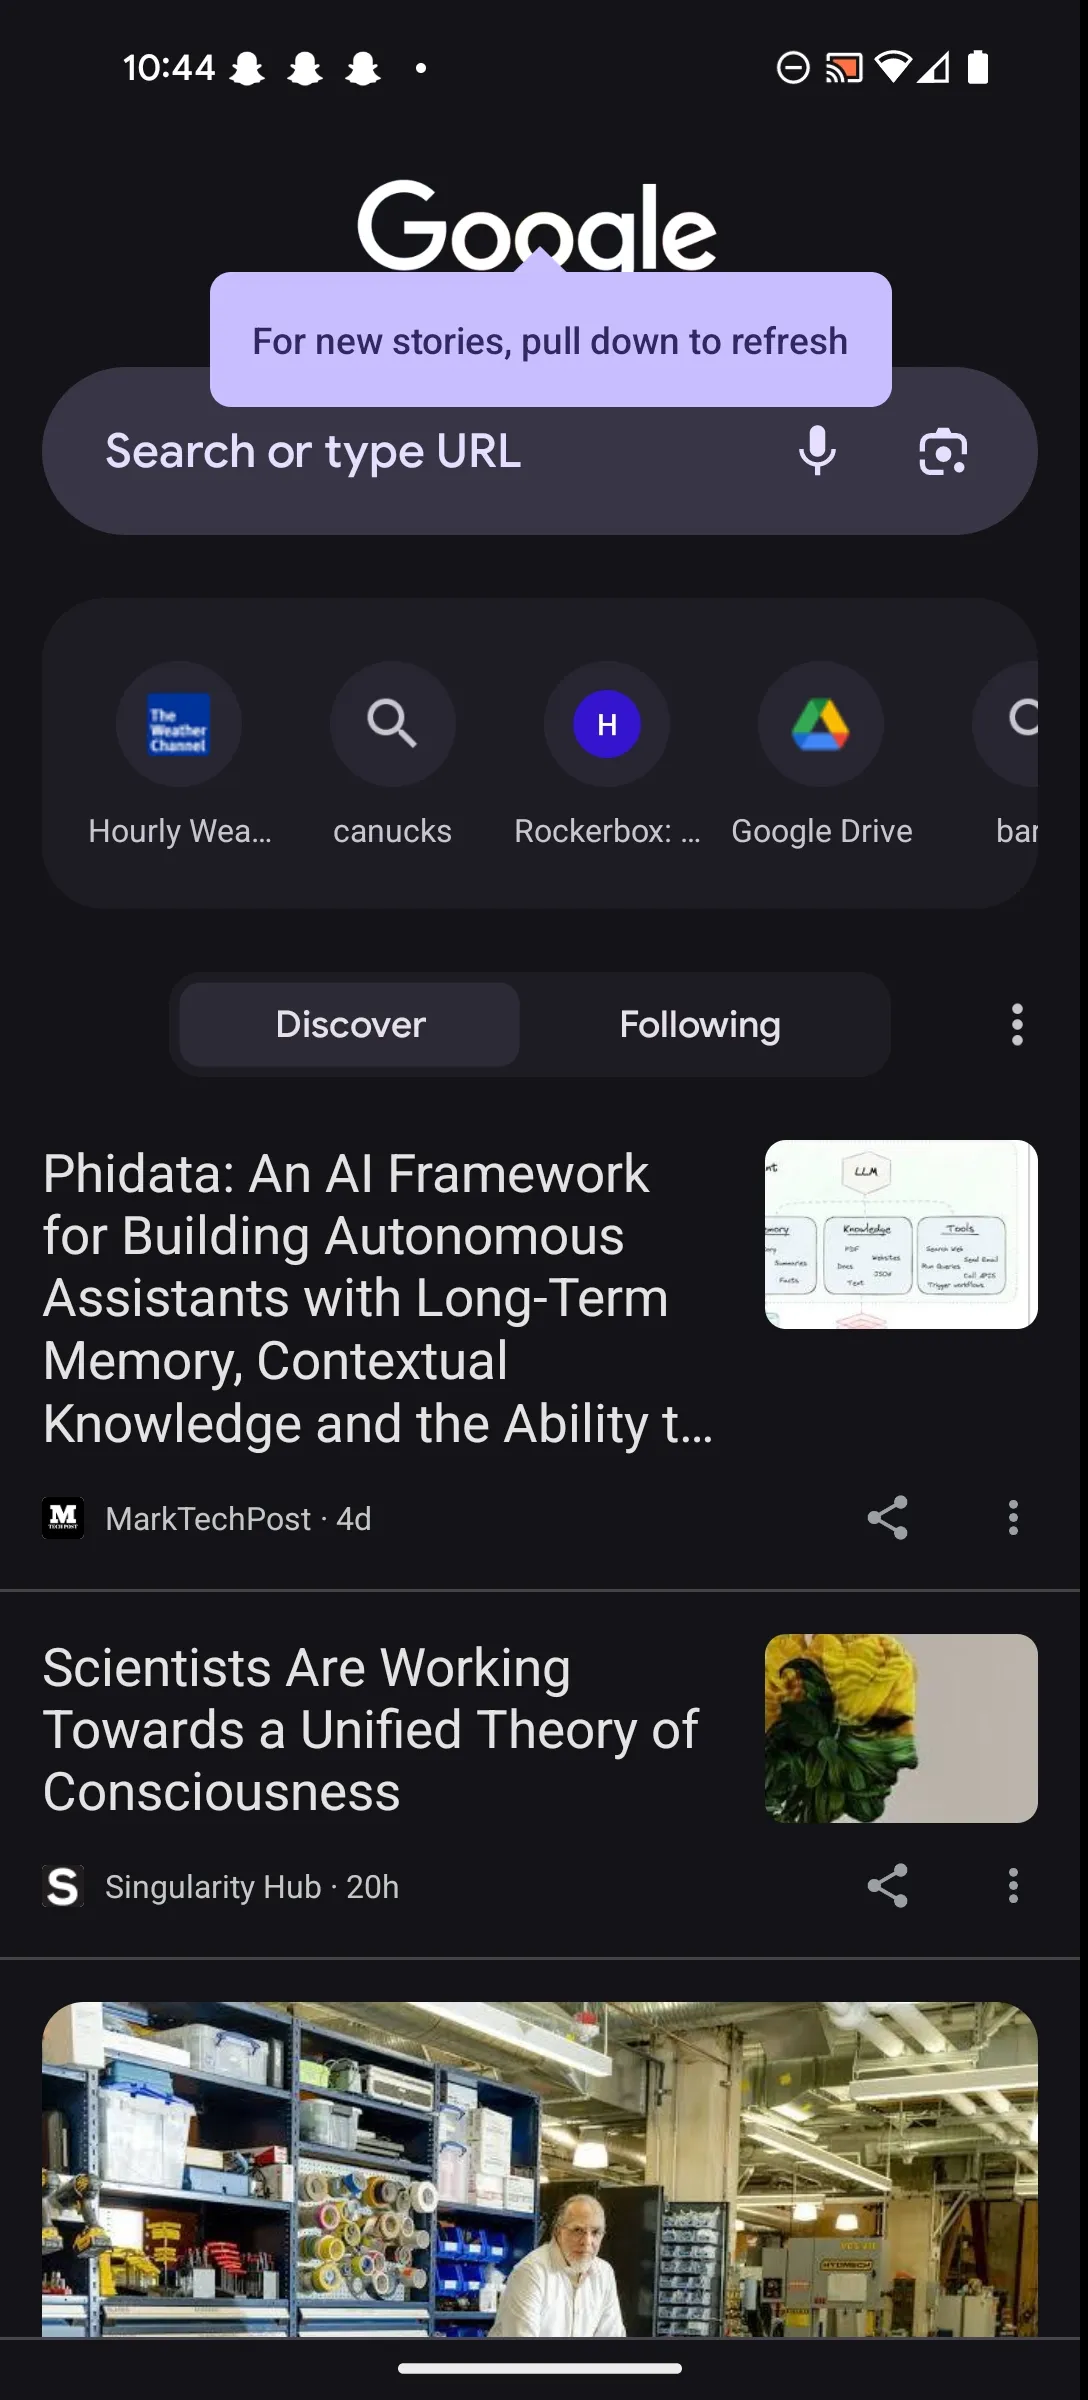 10:44
Google
For new stories, pull down to refresh
Search or type URL
The
Weather
Channel
H
Hourly Wea...
canucks
Rockerbox: ...
Google Drive
bar
Discover
Following
Phidata: An AI Framework
for Building Autonomous
Assistants with Long-Term
Memory, Contextual
Knowledge and the Ability t...
LLM
Knowledge
PDF
Websites
Docs
JSON
Text
Tools
Search Web
Send Email
Run Queries
Call APIS
Trigger workflows
Summaries
Facts
M
TECH POST
MarkTechPost · 4d
Scientists Are Working
Towards a Unified Theory of
Consciousness
S
Singularity Hub · 20h